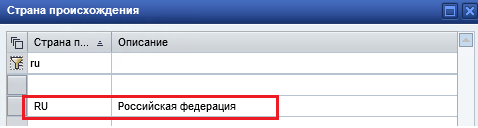 Страна происхождения
Страна п... Описание
ru
RU Российская федерация